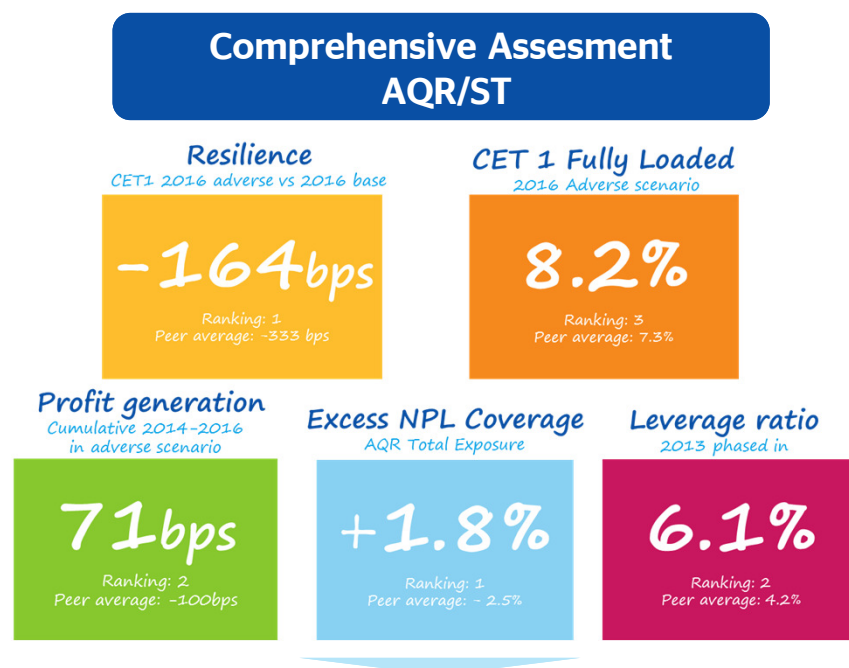 Comprehensive Assesment
AQR/ST
Resilience
CET1 2016 adverse vs 2016 base
-164bps
Ranking: 1
Peer average: -333 bps
CET 1 Fully Loaded
2016 Adverse scenario
8.2%
Ranking: 3
Peer average: 7.3%
Profit generation
Cumulative 2014-2016
in adverse scenario
71bps
Ranking: 2
Peer average: -100bps
Excess NPL Coverage
AQR Total Exposure
+1.8%
Ranking: 1
Peer average: - 2.5%
Leverage ratio
2013 phased in
6.1%
Ranking: 2
Peer average: 4.2%